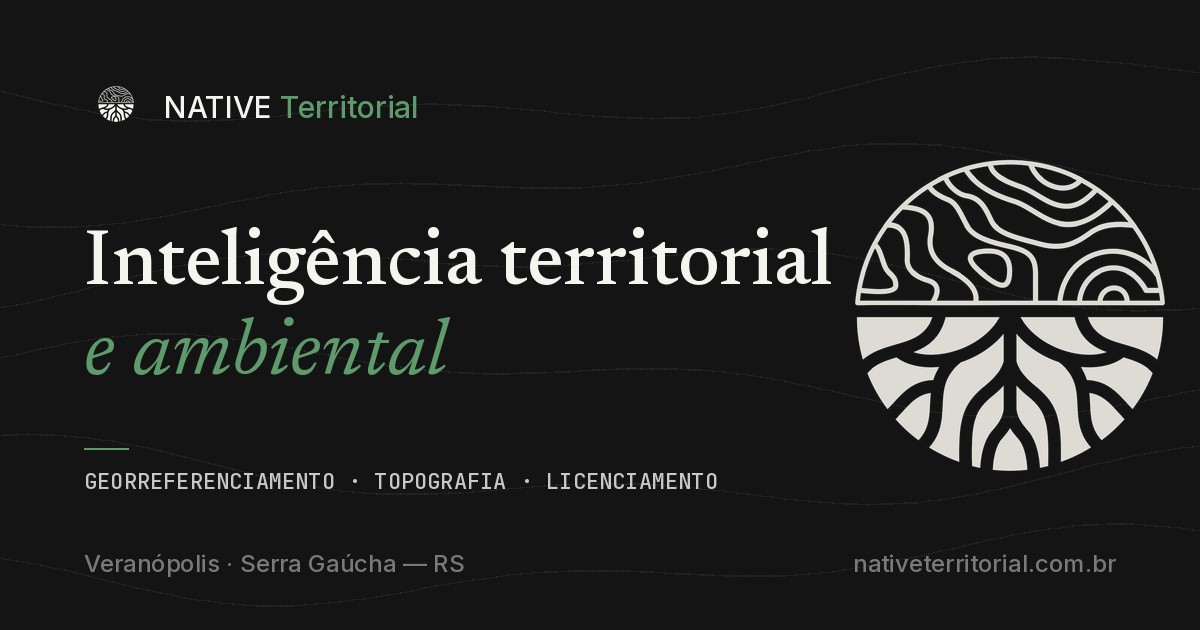 NATIVE Territorial
Inteligência territorial
e ambiental
GEORREFERENCIAMENTO · TOPOGRAFIA · LICENCIAMENTO
Veranópolis · Serra Gaúcha — RS
nativeterritorial.com.br